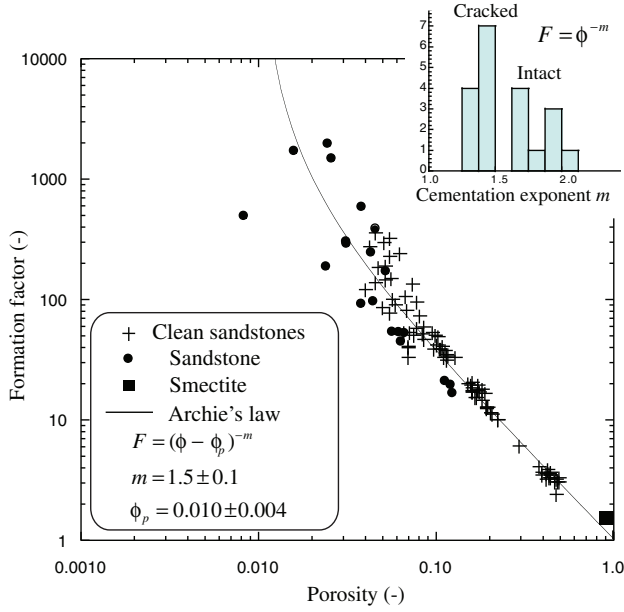 Cracked
F = ϕ⁻ᵐ
Intact
7
6
5
4
3
2
1
0
1.0 1.5 2.0
Cementation exponent m
10000
1000
100
10
1
Formation factor (-)
Clean sandstones
Sandstone
Smectite
Archie's law
F = (ϕ − ϕₚ)⁻ᵐ
m = 1.5 ± 0.1
ϕₚ = 0.010 ± 0.004
0.0010 0.010 0.10 1.0
Porosity (-)